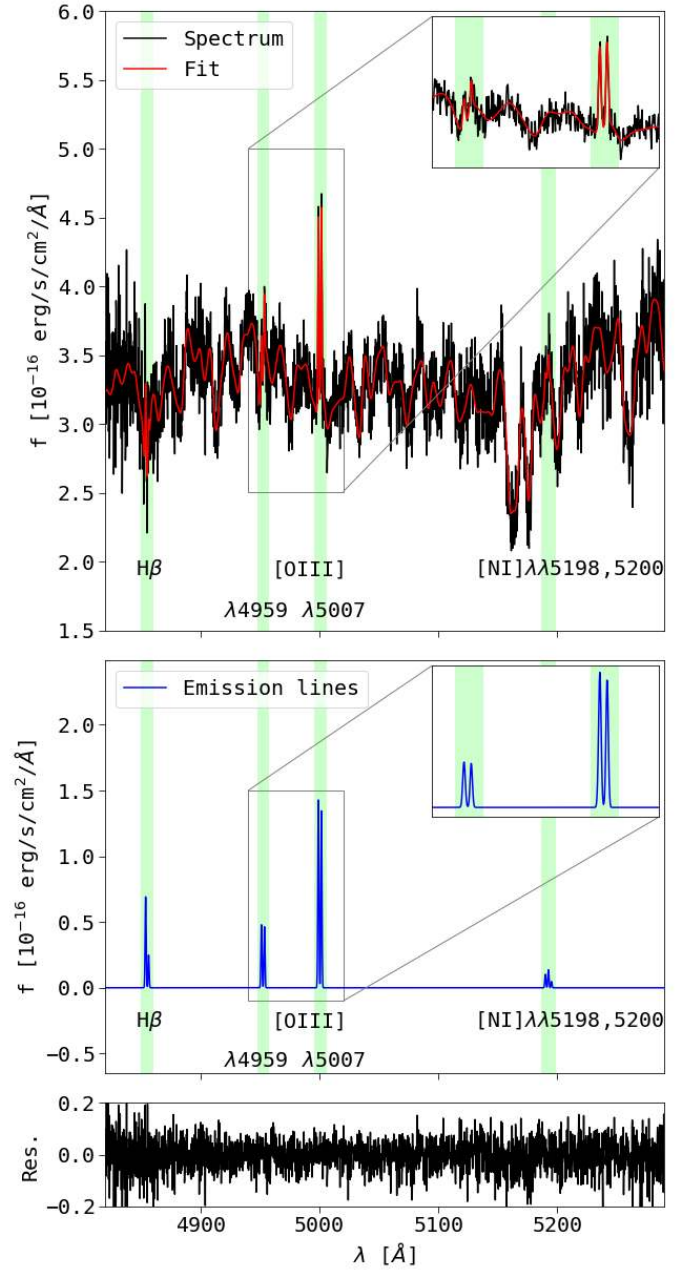 6.0
5.5
5.0
4.5
4.0
3.5
3.0
2.5
2.0
1.5
f [10⁻¹⁶ erg/s/cm²/Å]
Spectrum
Fit
Hβ [OIII] [NI]λλ5198,5200
λ4959 λ5007
2.0
1.5
1.0
0.5
0.0
−0.5
f [10⁻¹⁶ erg/s/cm²/Å]
Emission lines
Hβ [OIII] [NI]λλ5198,5200
λ4959 λ5007
0.2
0.0
−0.2
Res.
4900 5000 5100 5200
λ [Å]